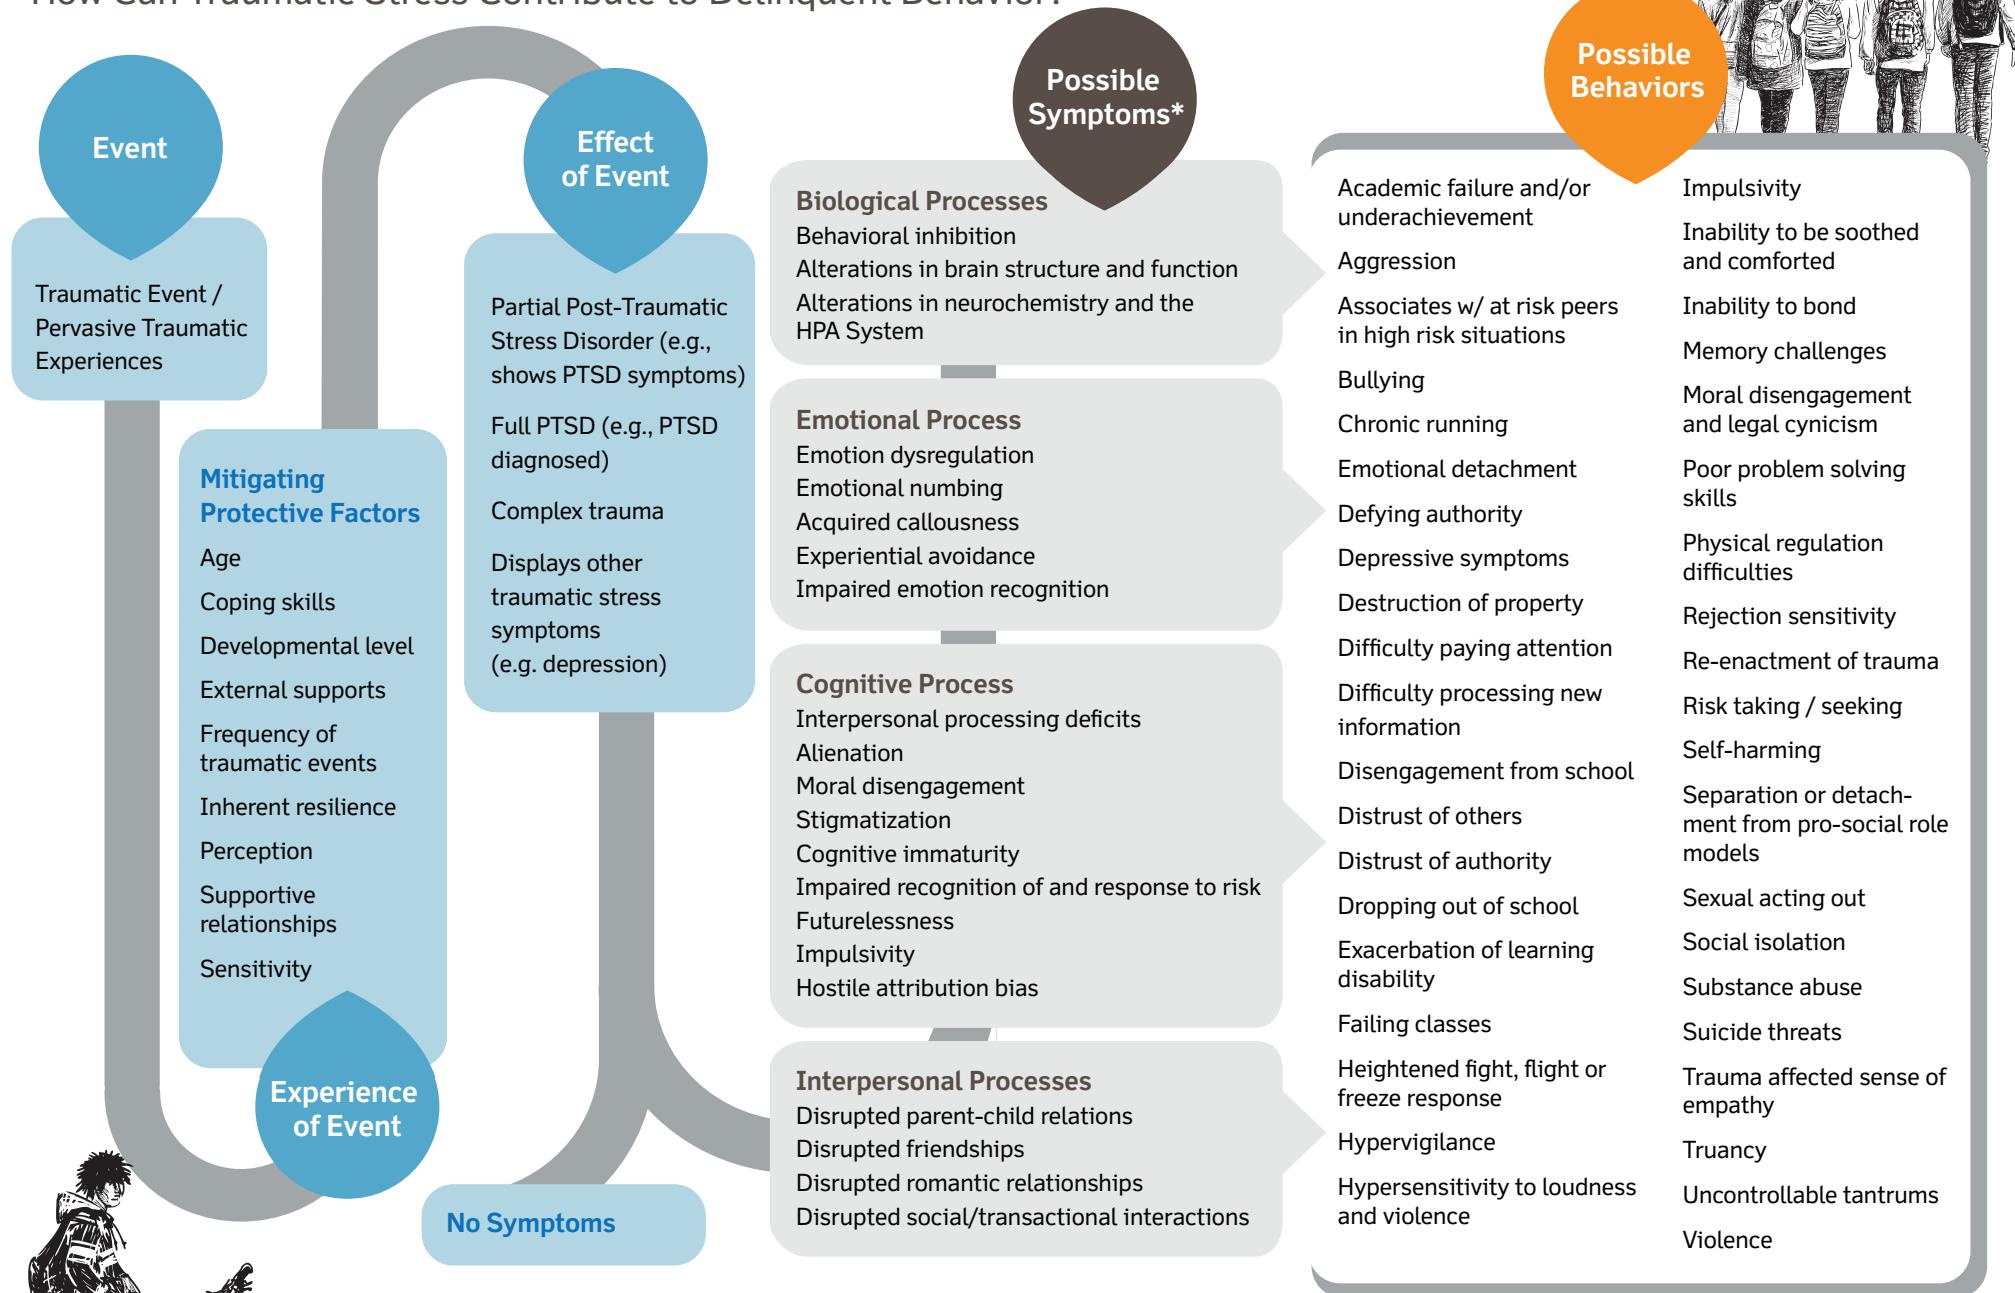 How Can Traumatic Stress Contribute to Delinquent Behavior?
Event
Traumatic Event /
Pervasive Traumatic
Experiences
Mitigating
Protective Factors
Age
Coping skills
Developmental level
External supports
Frequency of
traumatic events
Inherent resilience
Perception
Supportive
relationships
Sensitivity
Experience
of Event
Effect
of Event
Partial Post-Traumatic
Stress Disorder (e.g.,
shows PTSD symptoms)
Full PTSD (e.g., PTSD
diagnosed)
Complex trauma
Displays other
traumatic stress
symptoms
(e.g. depression)
No Symptoms
Possible
Symptoms*
Biological Processes
Behavioral inhibition
Alterations in brain structure and function
Alterations in neurochemistry and the
HPA System
Emotional Process
Emotion dysregulation
Emotional numbing
Acquired callousness
Experiential avoidance
Impaired emotion recognition
Cognitive Process
Interpersonal processing deficits
Alienation
Moral disengagement
Stigmatization
Cognitive immaturity
Impaired recognition of and response to risk
Futurelessness
Impulsivity
Hostile attribution bias
Interpersonal Processes
Disrupted parent-child relations
Disrupted friendships
Disrupted romantic relationships
Disrupted social/transactional interactions
Possible
Behaviors
Academic failure and/or
underachievement
Aggression
Associates w/ at risk peers
in high risk situations
Bullying
Chronic running
Emotional detachment
Defying authority
Depressive symptoms
Destruction of property
Difficulty paying attention
Difficulty processing new
information
Disengagement from school
Distrust of others
Distrust of authority
Dropping out of school
Exacerbation of learning
disability
Failing classes
Heightened fight, flight or
freeze response
Hypervigilance
Hypersensitivity to loudness
and violence
Impulsivity
Inability to be soothed
and comforted
Inability to bond
Memory challenges
Moral disengagement
and legal cynicism
Poor problem solving
skills
Physical regulation
difficulties
Rejection sensitivity
Re-enactment of trauma
Risk taking / seeking
Self-harming
Separation or detach-
ment from pro-social role
models
Sexual acting out
Social isolation
Substance abuse
Suicide threats
Trauma affected sense of
empathy
Truancy
Uncontrollable tantrums
Violence